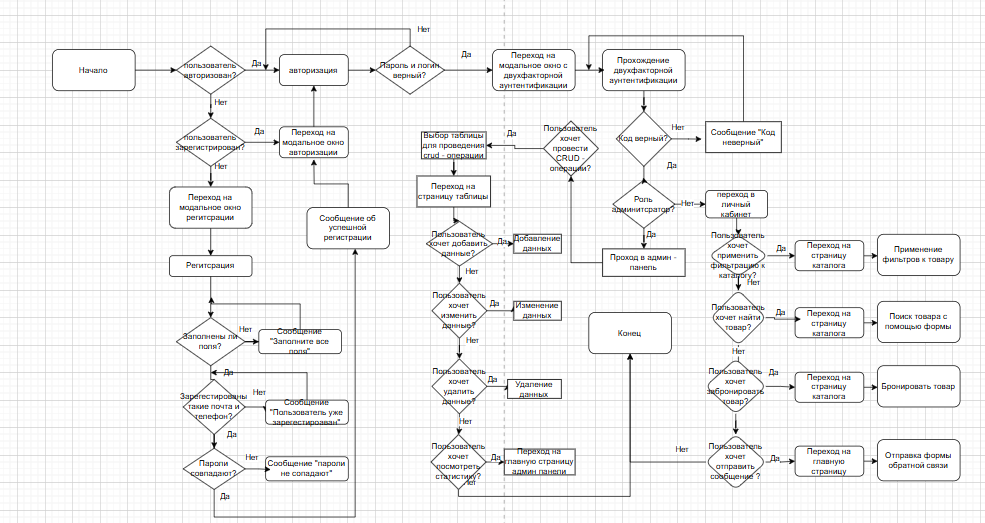 Начало
пользователь
авторизован?
Да
Нет
авторизация
Нет
Пароль и логин
верный?
Да
Переход на
модальное окно с
двухфакторной
аунтентификации
Прохождение
двухфакторной
аунтентификации
Код верный?
Нет
Сообщение "Код
неверный"
Да
Роль
админитсратор?
Нет
переход в
личный
кабинет
Да
Проход в админ -
панель
пользователь
зарегистрирован?
Да
Нет
Переход на
модальное окно
авторизации
Переход на
модальное окно
регитсрации
Регитсрация
Сообщение об
успешной
регистрации
Заполнены ли
поля?
Нет
Сообщение
"Заполните все
поля"
Да
Зарегестированы
такие почта и
телефон?
Нет
Сообщение
"Пользователь уже
зарегестироаван"
Да
Пароли
совпадают?
Нет
Сообщение "пароли
не сопадают"
Да
Пользователь
хочет
провести
CRUD -
операции?
Да
Выбор таблицы
для проведения
crud - операции
Переход на
страницу таблицы
Пользователь
хочет добавить
данные?
Да
Добавление
данных
Нет
Пользователь
хочет
изменить
данные?
Да
Изменение
данных
Нет
Пользователь
хочет
удалить
данные?
Да
Удаление
данных
Нет
Пользователь
хочет
посмотреть
статистику?
Да
Переход на
главную страницу
админ панели
Нет
Конец
Пользователь
хочет
применить
фильтрацию к
каталогу?
Да
Переход на
страницу
каталога
Применение
фильтров к товару
Нет
Пользователь
хочет найти
товар?
Да
Переход на
страницу
каталога
Поиск товара с
помощью формы
Нет
Пользователь
хочет
забронировать
товар?
Да
Переход на
страницу
каталога
Бронировать товар
Пользователь
хочет
отправить
сообщение ?
Нет
Да
Переход на
главную
страницу
Отправка формы
обратной связи